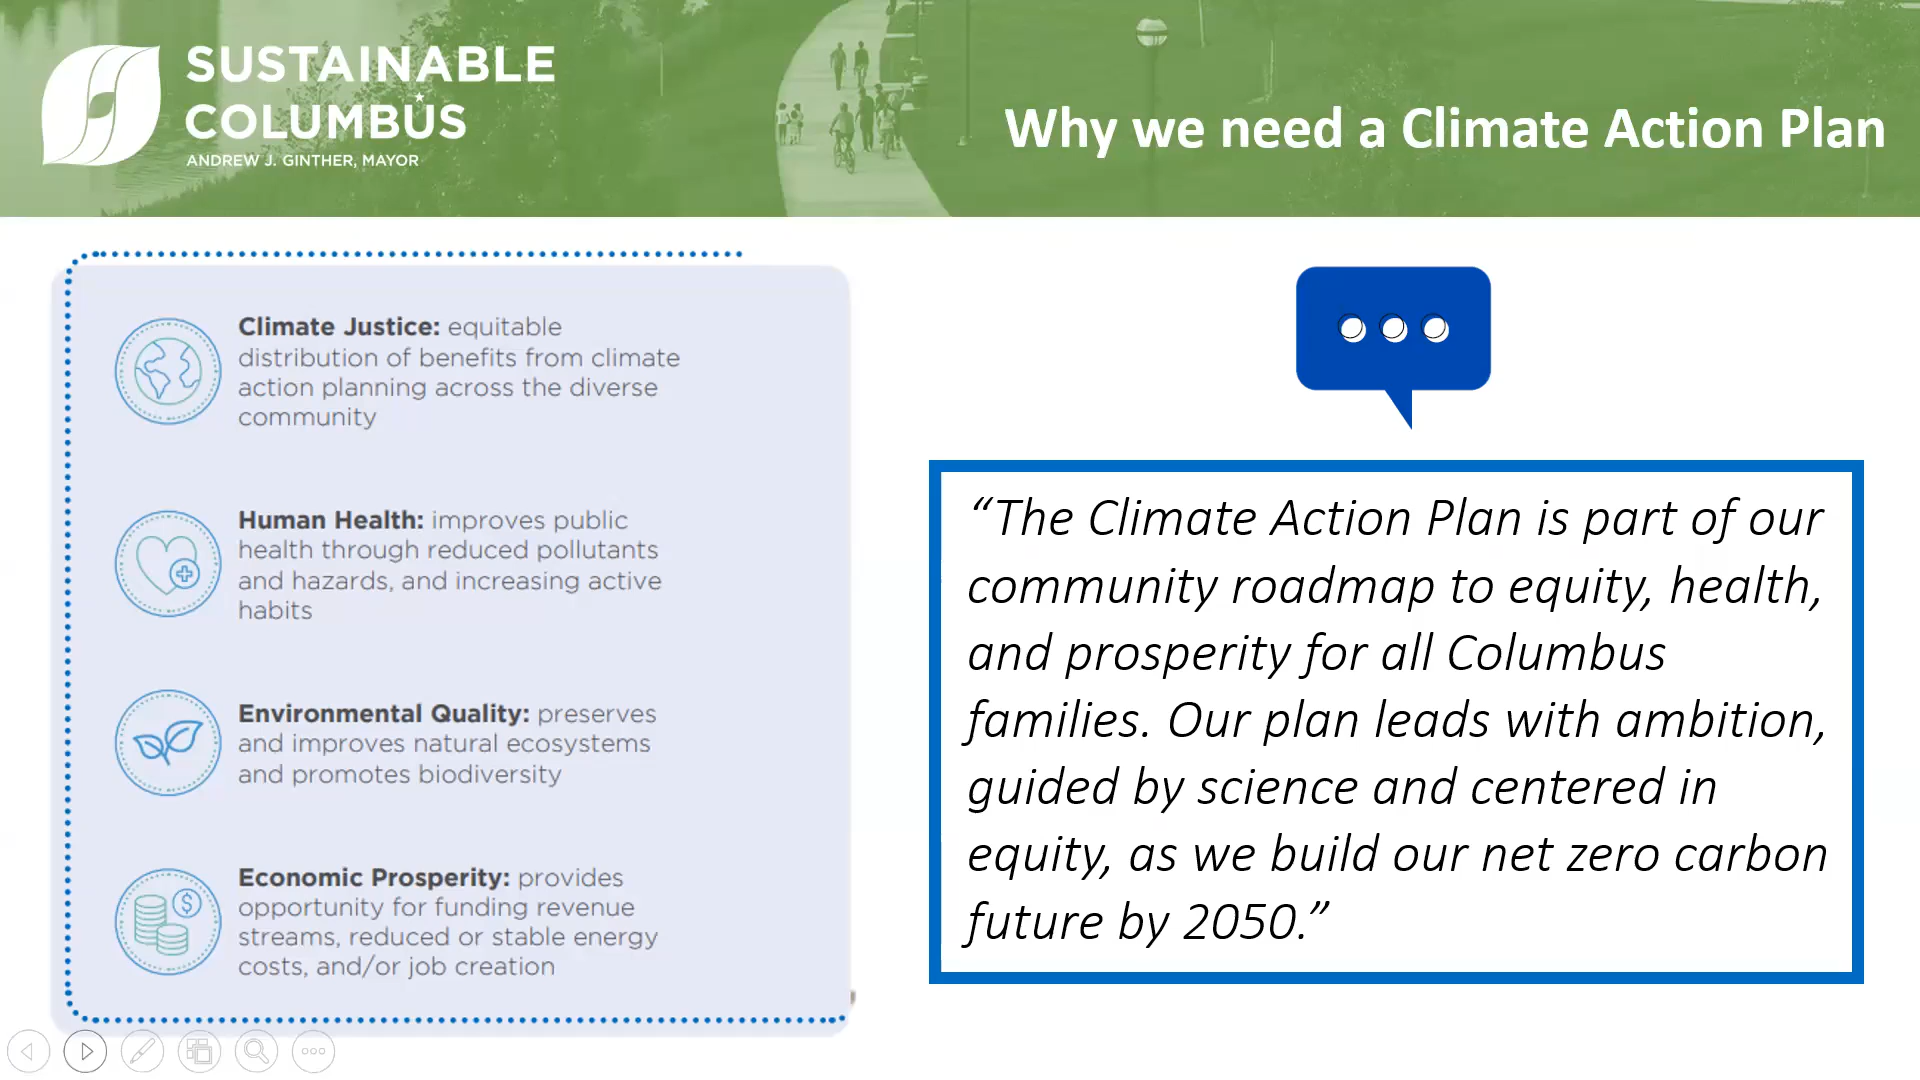 SUSTAINABLE
COLUMBUS
ANDREW J. GINTHER, MAYOR
Why we need a Climate Action Plan
Climate Justice: equitable
distribution of benefits from climate
action planning across the diverse
community
Human Health: improves public
health through reduced pollutants
and hazards, and increasing active
habits
Environmental Quality: preserves
and improves natural ecosystems
and promotes biodiversity
Economic Prosperity: provides
opportunity for funding revenue
streams, reduced or stable energy
costs, and/or job creation
“The Climate Action Plan is part of our
community roadmap to equity, health,
and prosperity for all Columbus
families. Our plan leads with ambition,
guided by science and centered in
equity, as we build our net zero carbon
future by 2050.”